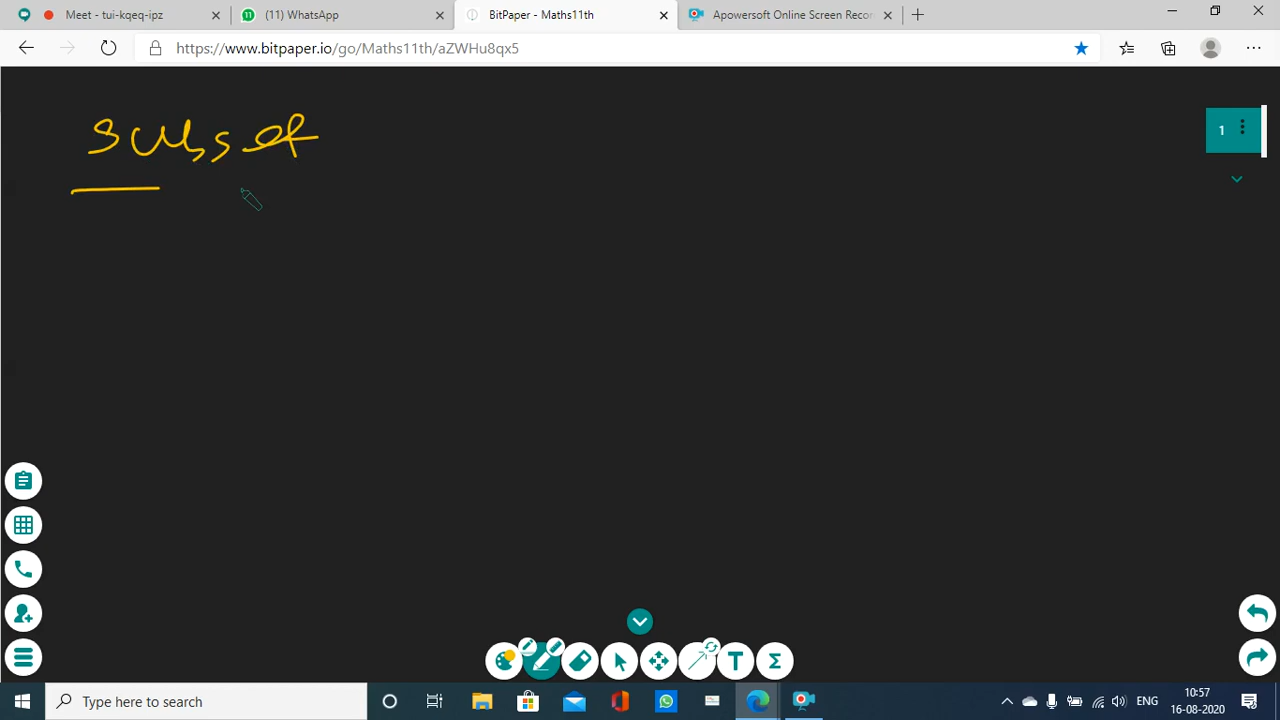 Meet - tui-kqeq-ipz
(11) WhatsApp
BitPaper - Maths11th
Apowersoft Online Screen Recor
https://www.bitpaper.io/go/Maths11th/aZWHu8qx5
1
Subset
T
Σ
Type here to search
ENG
10:57
16-08-2020